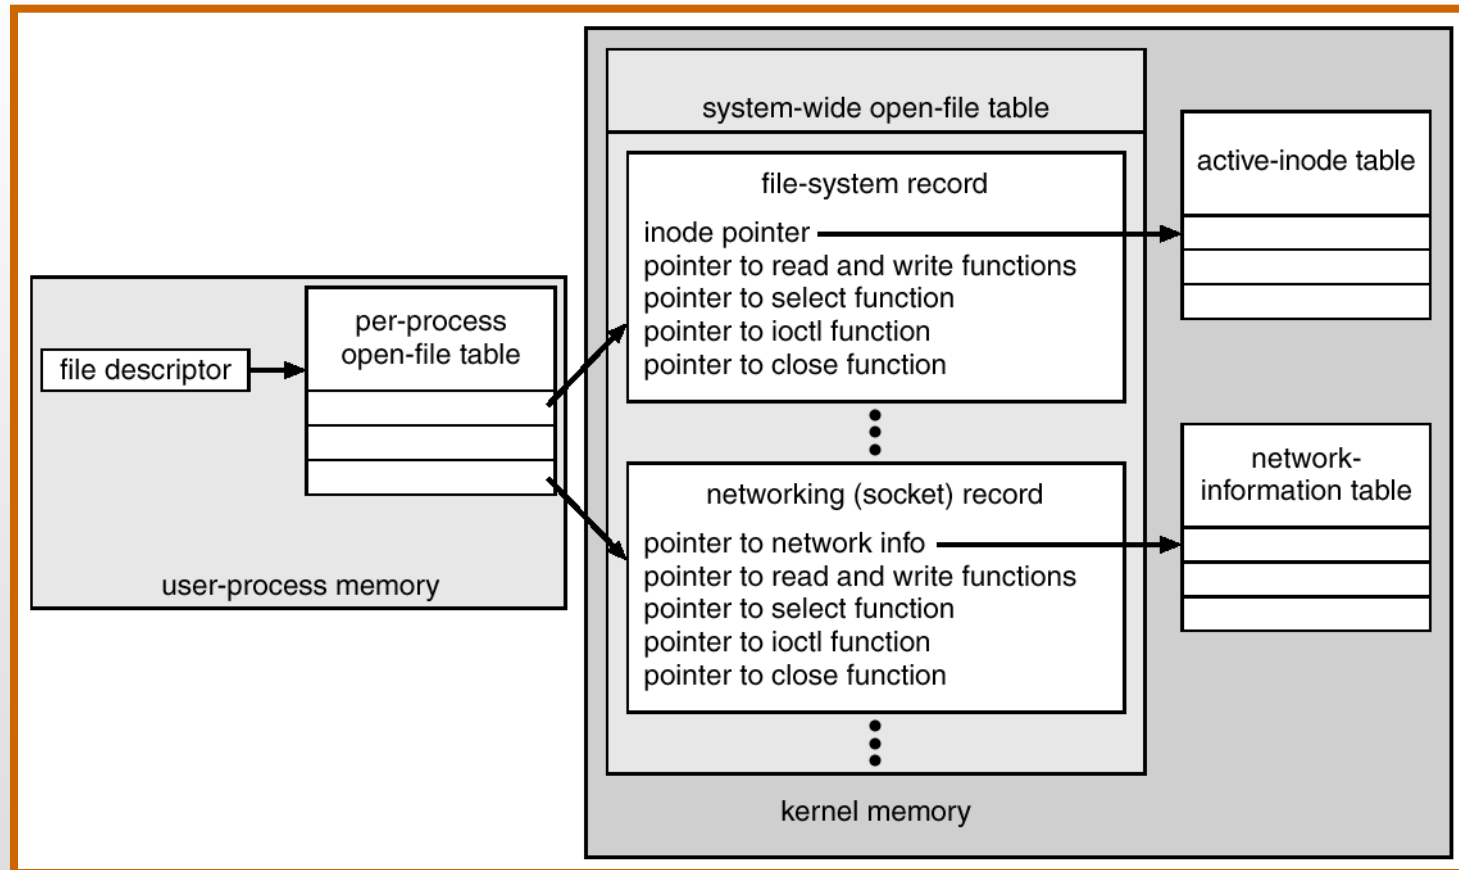 file descriptor
per-process
open-file table
user-process memory
system-wide open-file table
file-system record
inode pointer
pointer to read and write functions
pointer to select function
pointer to ioctl function
pointer to close function
networking (socket) record
pointer to network info
pointer to read and write functions
pointer to select function
pointer to ioctl function
pointer to close function
active-inode table
network-
information table
kernel memory